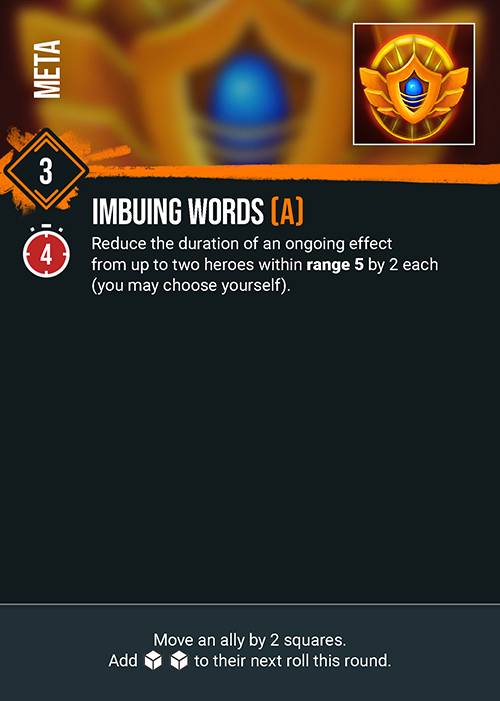 META
3
IMBUING WORDS (A)
4
Reduce the duration of an ongoing effect
from up to two heroes within range 5 by 2 each
(you may choose yourself).
Move an ally by 2 squares.
Add to their next roll this round.